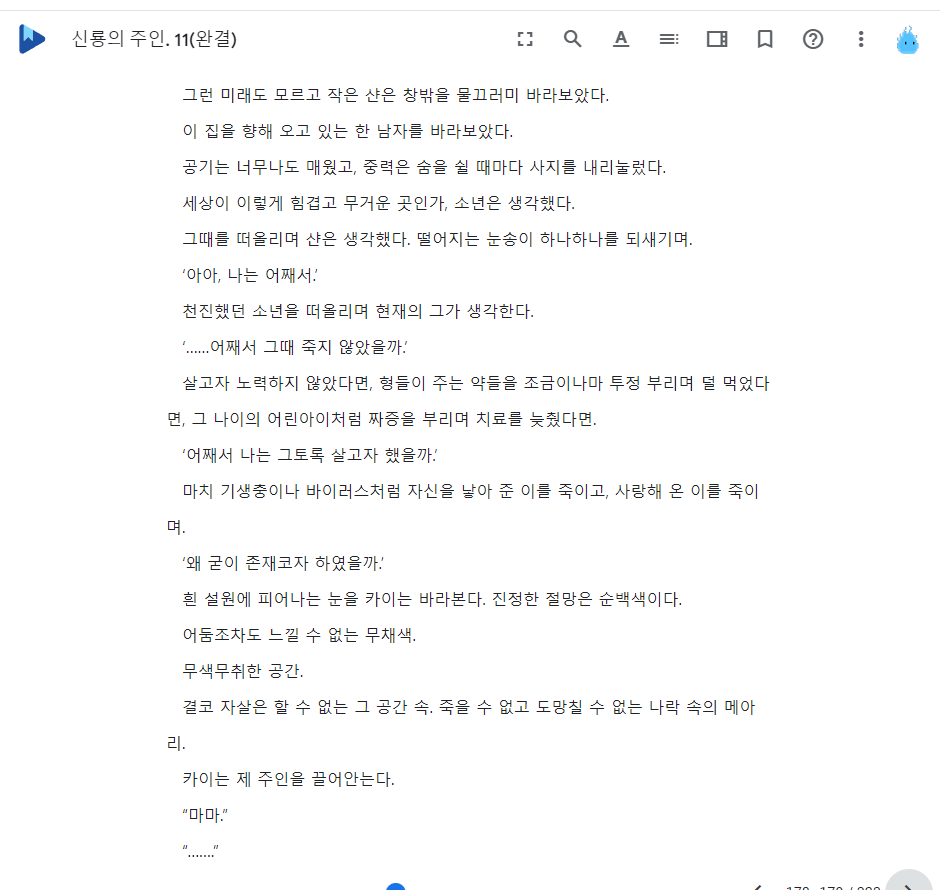 신룡의 주인. 11(완결)
그런 미래도 모르고 작은 샨은 창밖을 물끄러미 바라보았다.
이 집을 향해 오고 있는 한 남자를 바라보았다.
공기는 너무나도 매웠고, 중력은 숨을 쉴 때마다 사지를 내리눌렀다.
세상이 이렇게 힘겹고 무거운 곳인가, 소년은 생각했다.
그때를 떠올리며 샨은 생각했다. 떨어지는 눈송이 하나하나를 되새기며.
‘아아, 나는 어째서.’
천진했던 소년을 떠올리며 현재의 그가 생각한다.
‘……어째서 그때 죽지 않았을까.’
살고자 노력하지 않았다면, 형들이 주는 약들을 조금이나마 투정 부리며 덜 먹었다
면, 그 나이의 어린아이처럼 짜증을 부리며 치료를 늦췄다면.
‘어째서 나는 그토록 살고자 했을까.’
마치 기생충이나 바이러스처럼 자신을 낳아 준 이를 죽이고, 사랑해 온 이를 죽이
며.
‘왜 굳이 존재코자 하였을까.’
흰 설원에 피어나는 눈을 카이는 바라본다. 진정한 절망은 순백색이다.
어둠조차도 느낄 수 없는 무채색.
무색무취한 공간.
결코 자살은 할 수 없는 그 공간 속. 죽을 수 없고 도망칠 수 없는 나락 속의 메아
리.
카이는 제 주인을 끌어안는다.
“마마.”
“…….”